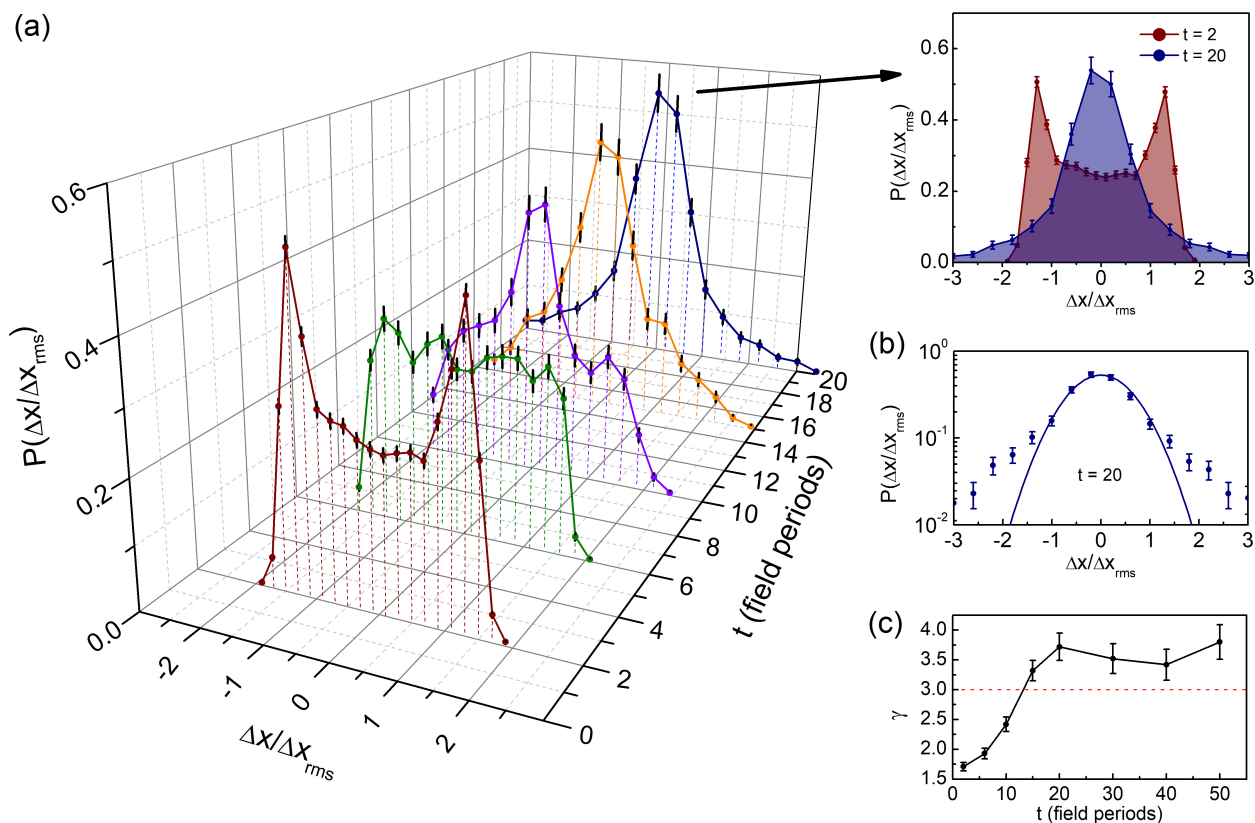 (a)
P(Δx/Δx_rms)
0.6
0.4
0.2
0.0
-2
-1
0
1
2
Δx/Δx_rms
0
2
4
6
8
10
12
14
16
18
20
t (field periods)
t = 2
t = 20
P(Δx/Δx_rms)
0.6
0.4
0.2
0.0
-3 -2 -1 0 1 2 3
Δx/Δx_rms
(b)
P(Δx/Δx_rms)
10^0
10^-1
10^-2
t = 20
-3 -2 -1 0 1 2 3
Δx/Δx_rms
(c)
γ
4.0
3.5
3.0
2.5
1.5
0 10 20 30 40 50
t (field periods)